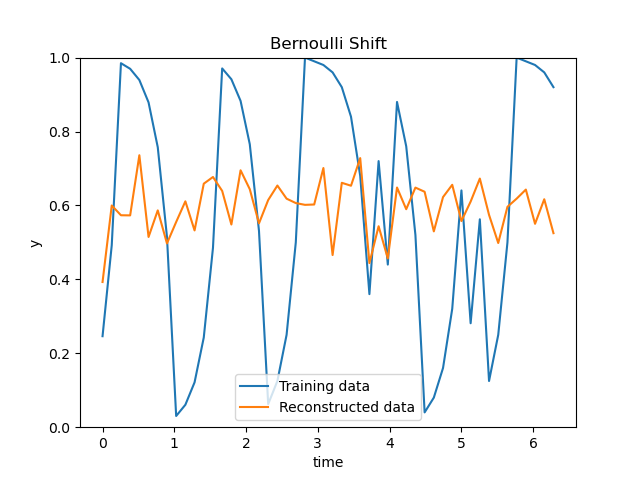 Bernoulli Shift
1.0
0.8
0.6
0.4
0.2
0.0
y
0 1 2 3 4 5 6
time
Training data
Reconstructed data